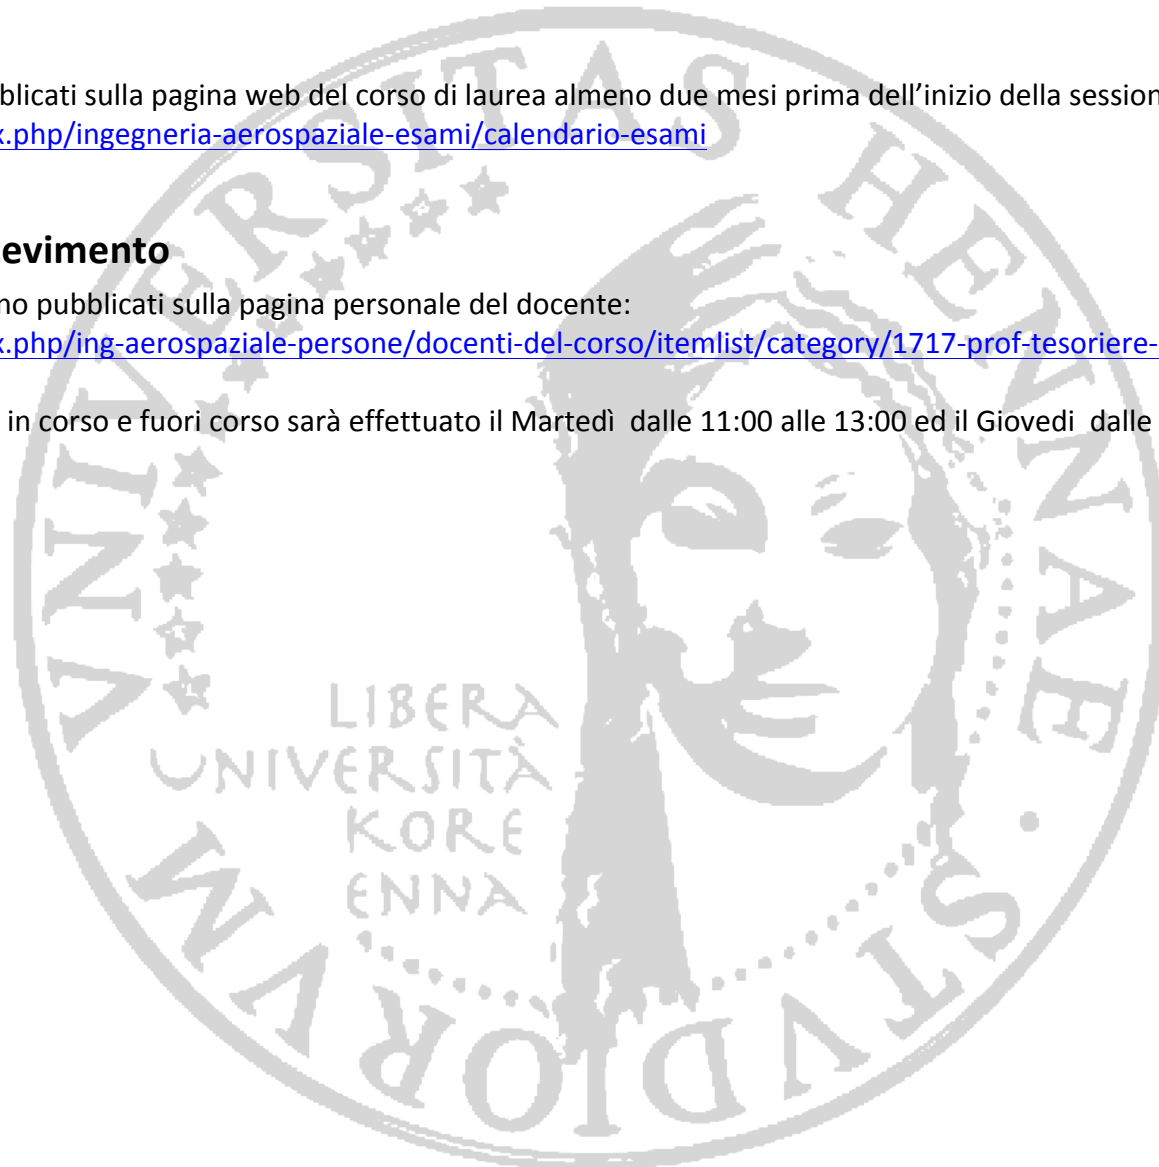 blicati sulla pagina web del corso di laurea almeno due mesi prima dell’inizio della session
x.php/ingegneria-aerospaziale-esami/calendario-esami
evimento
no pubblicati sulla pagina personale del docente:
x.php/ing-aerospaziale-persone/docenti-del-corso/itemlist/category/1717-prof-tesoriere-
in corso e fuori corso sarà effettuato il Martedì  dalle 11:00 alle 13:00 ed il Giovedi  dalle
VNIVERSITAS HENNAE · STVDIORVM
LIBERA
UNIVERSITÀ
KORE
ENNA